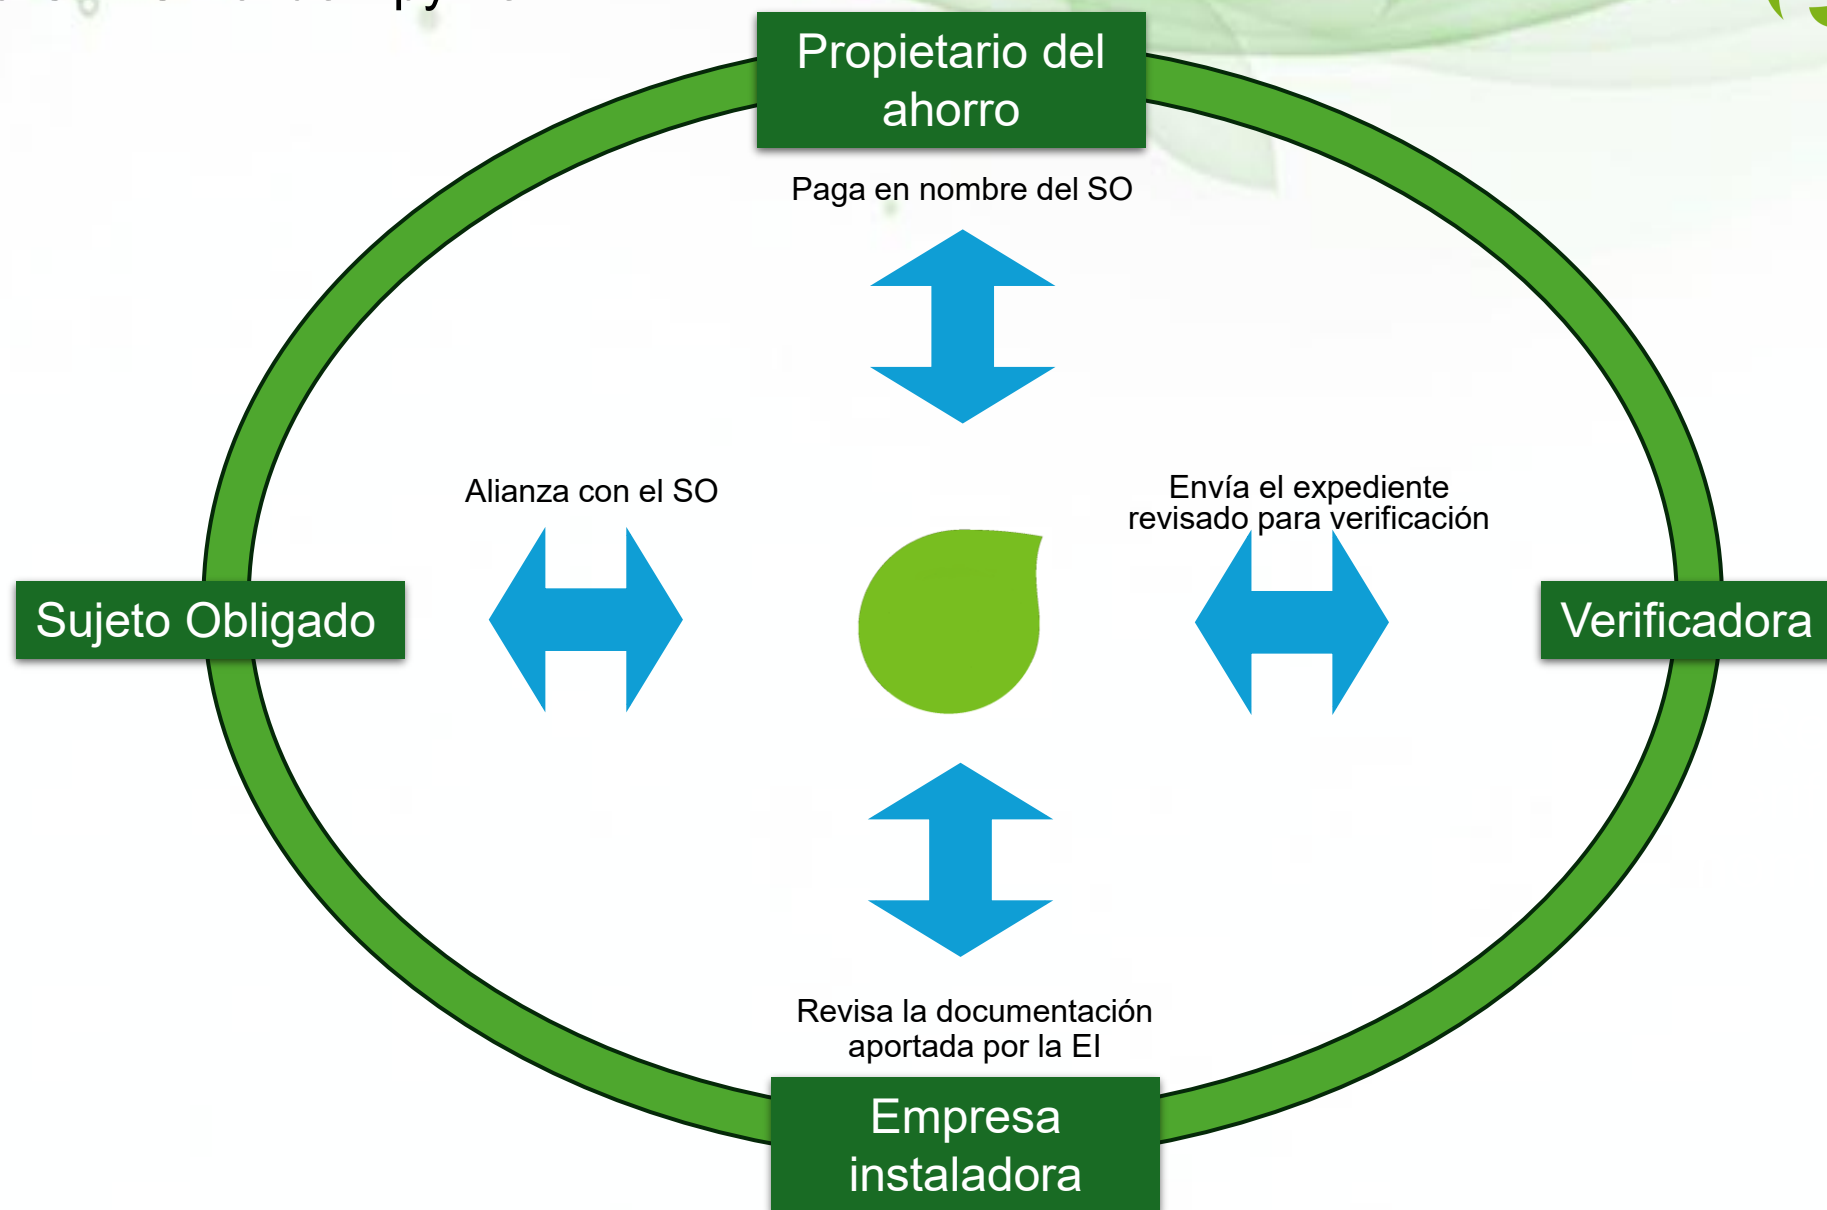 Propietario del
ahorro
Paga en nombre del SO
Alianza con el SO
Envía el expediente
revisado para verificación
Sujeto Obligado
Verificadora
Revisa la documentación
aportada por la EI
Empresa
instaladora